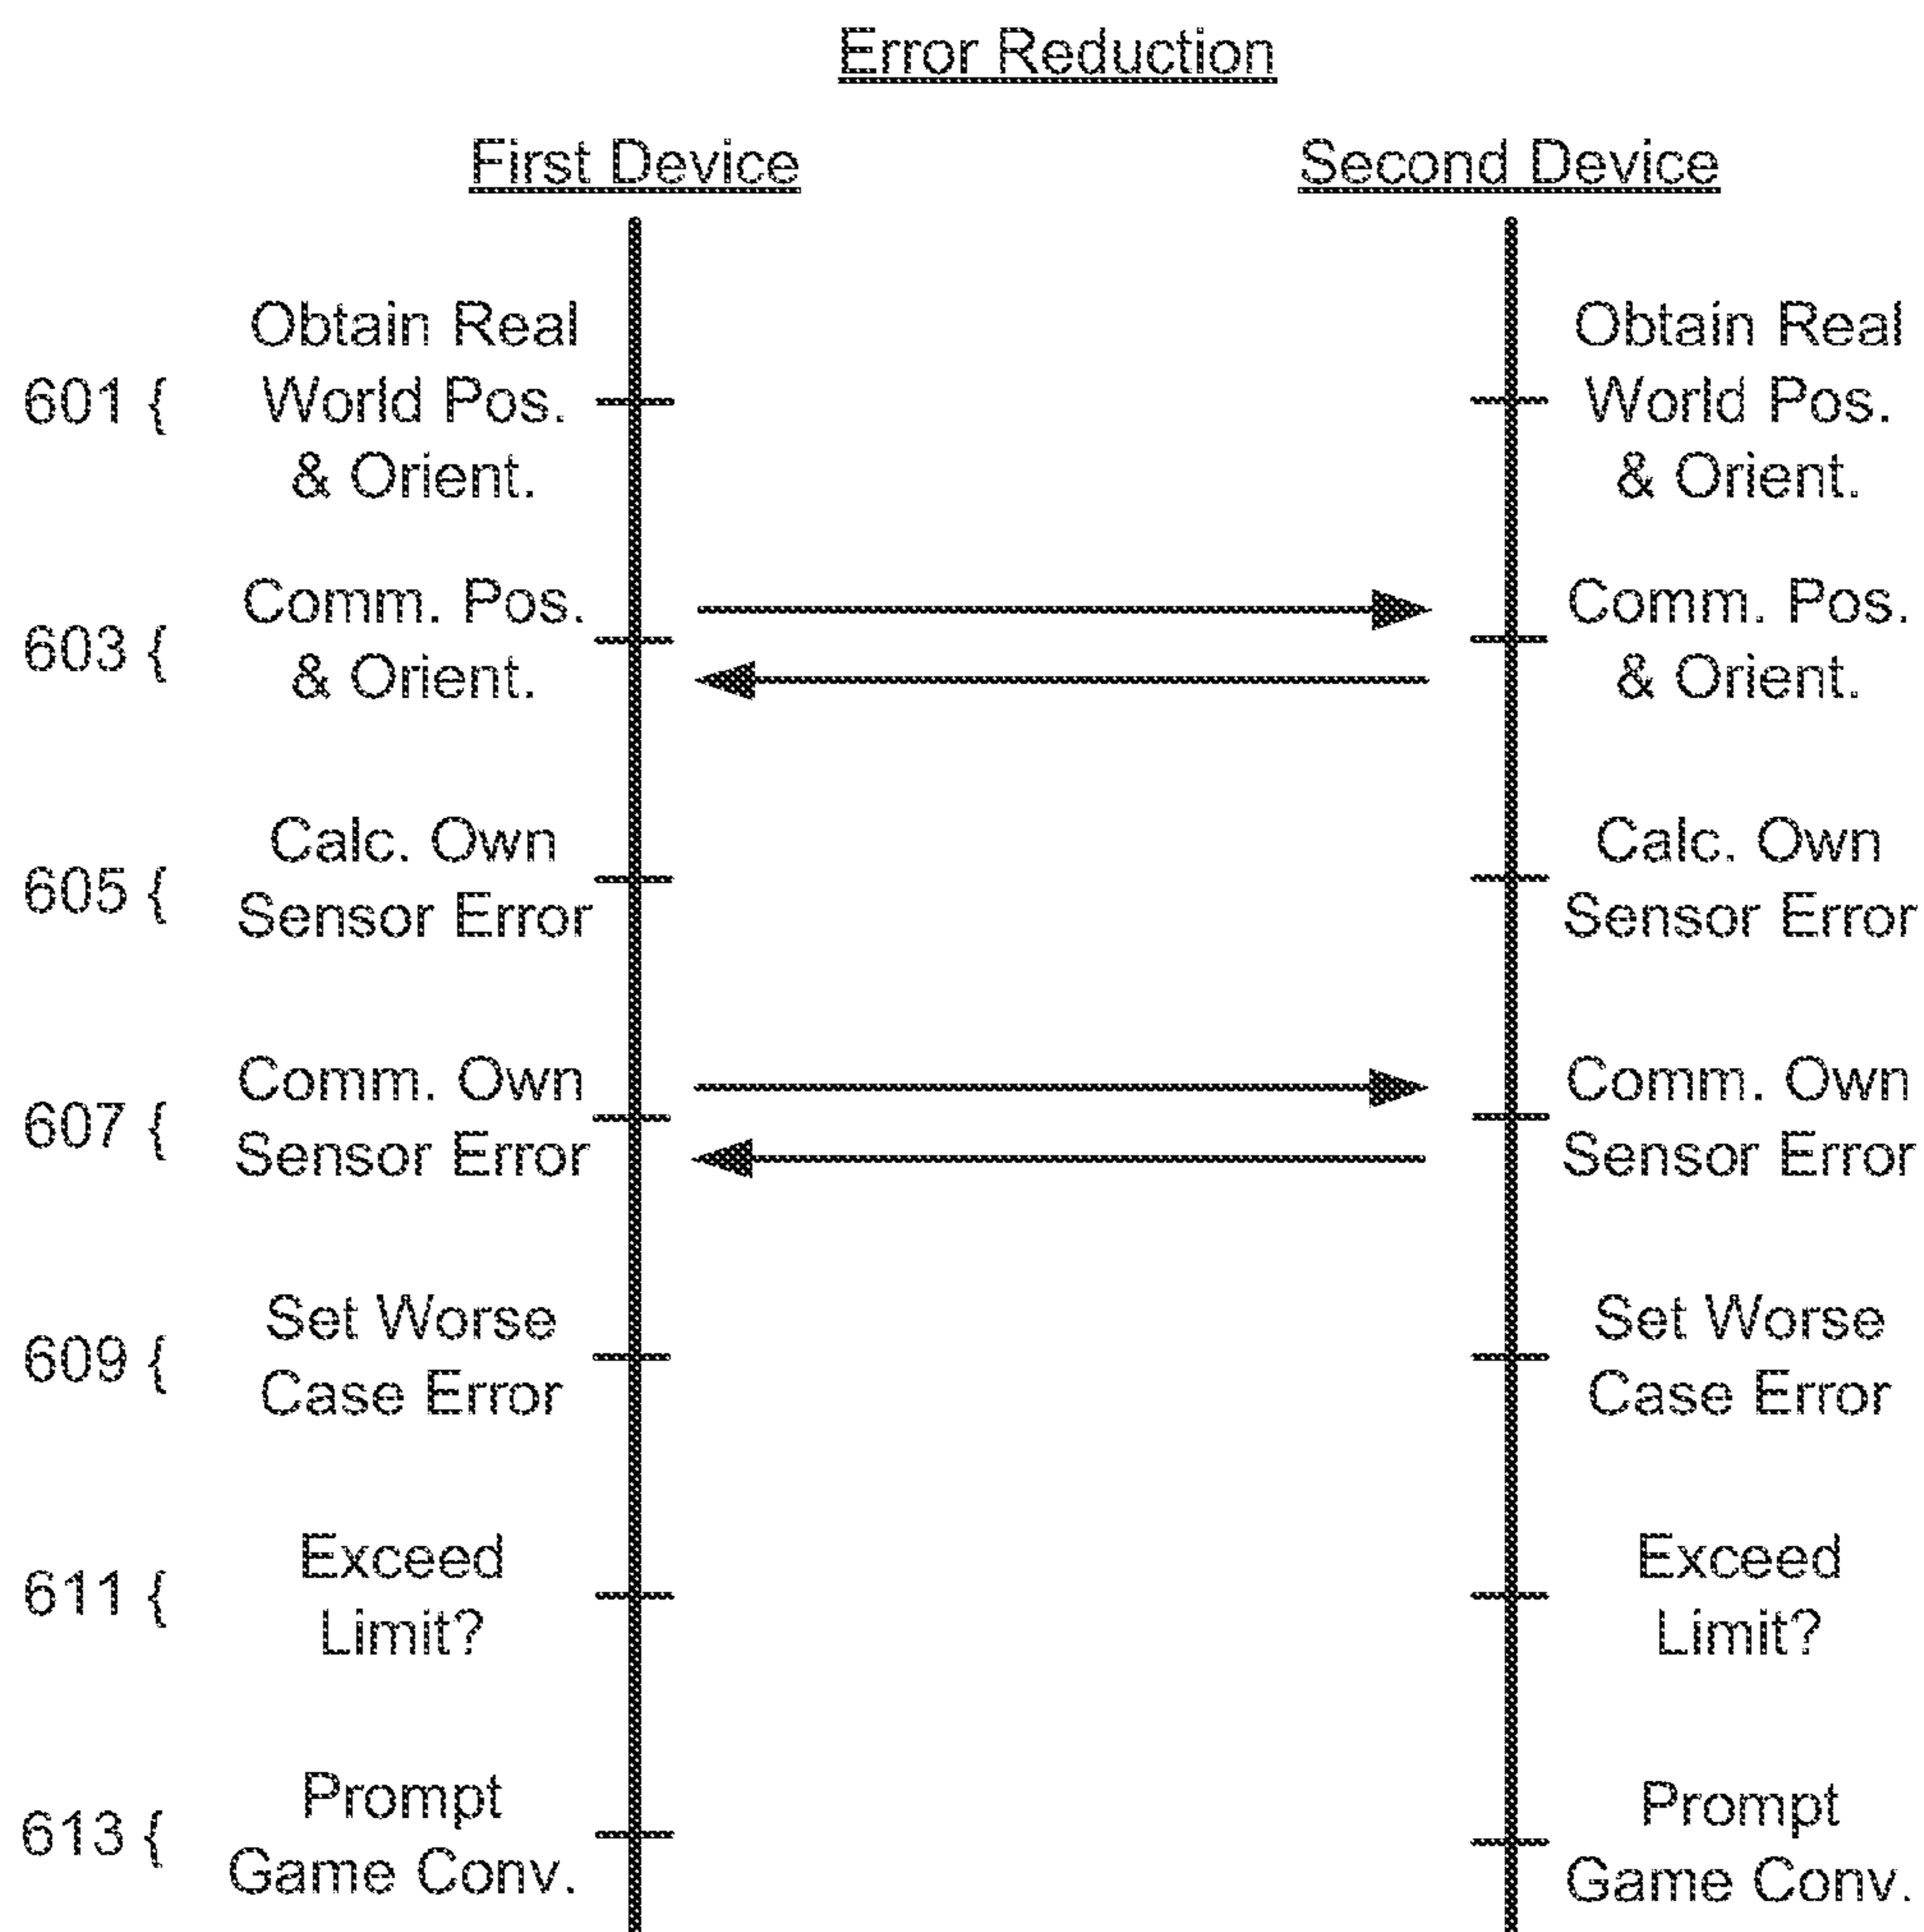 Error Reduction
First Device
Second Device
601 {
Obtain Real
World Pos.
& Orient.
Obtain Real
World Pos.
& Orient.
603 {
Comm. Pos.
& Orient.
Comm. Pos.
& Orient.
605 {
Calc. Own
Sensor Error
Calc. Own
Sensor Error
607 {
Comm. Own
Sensor Error
Comm. Own
Sensor Error
609 {
Set Worse
Case Error
Set Worse
Case Error
611 {
Exceed
Limit?
Exceed
Limit?
613 {
Prompt
Game Conv.
Prompt
Game Conv.